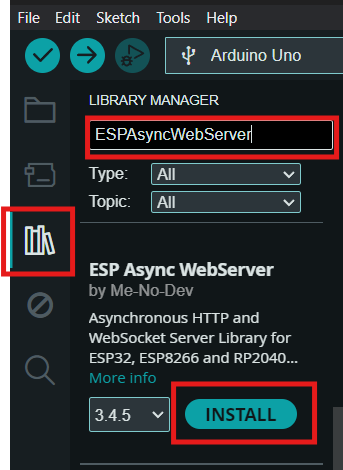 File Edit Sketch Tools Help
Arduino Uno
LIBRARY MANAGER
ESPAsyncWebServer
Type: All
Topic: All
ESP Async WebServer
by Me-No-Dev
Asynchronous HTTP and
WebSocket Server Library for
ESP32, ESP8266 and RP2040...
More info
3.4.5 INSTALL